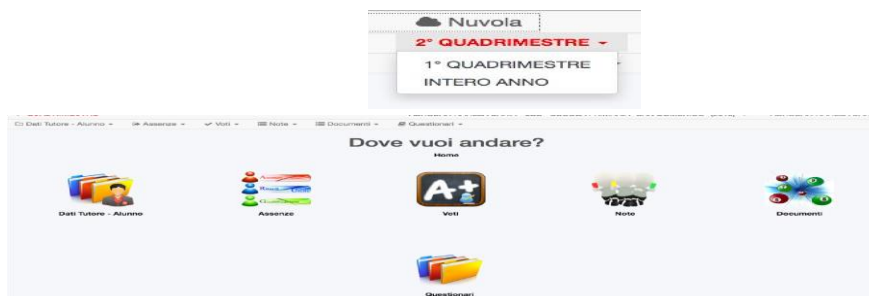 Nuvola
2° QUADRIMESTRE
1° QUADRIMESTRE
INTERO ANNO
Dati Tutore - Alunno Assenze Voti Note Documenti Questionari
Dove vuoi andare?
Home
Dati Tutore - Alunno Assenze Voti Note Documenti
A+
Questionari